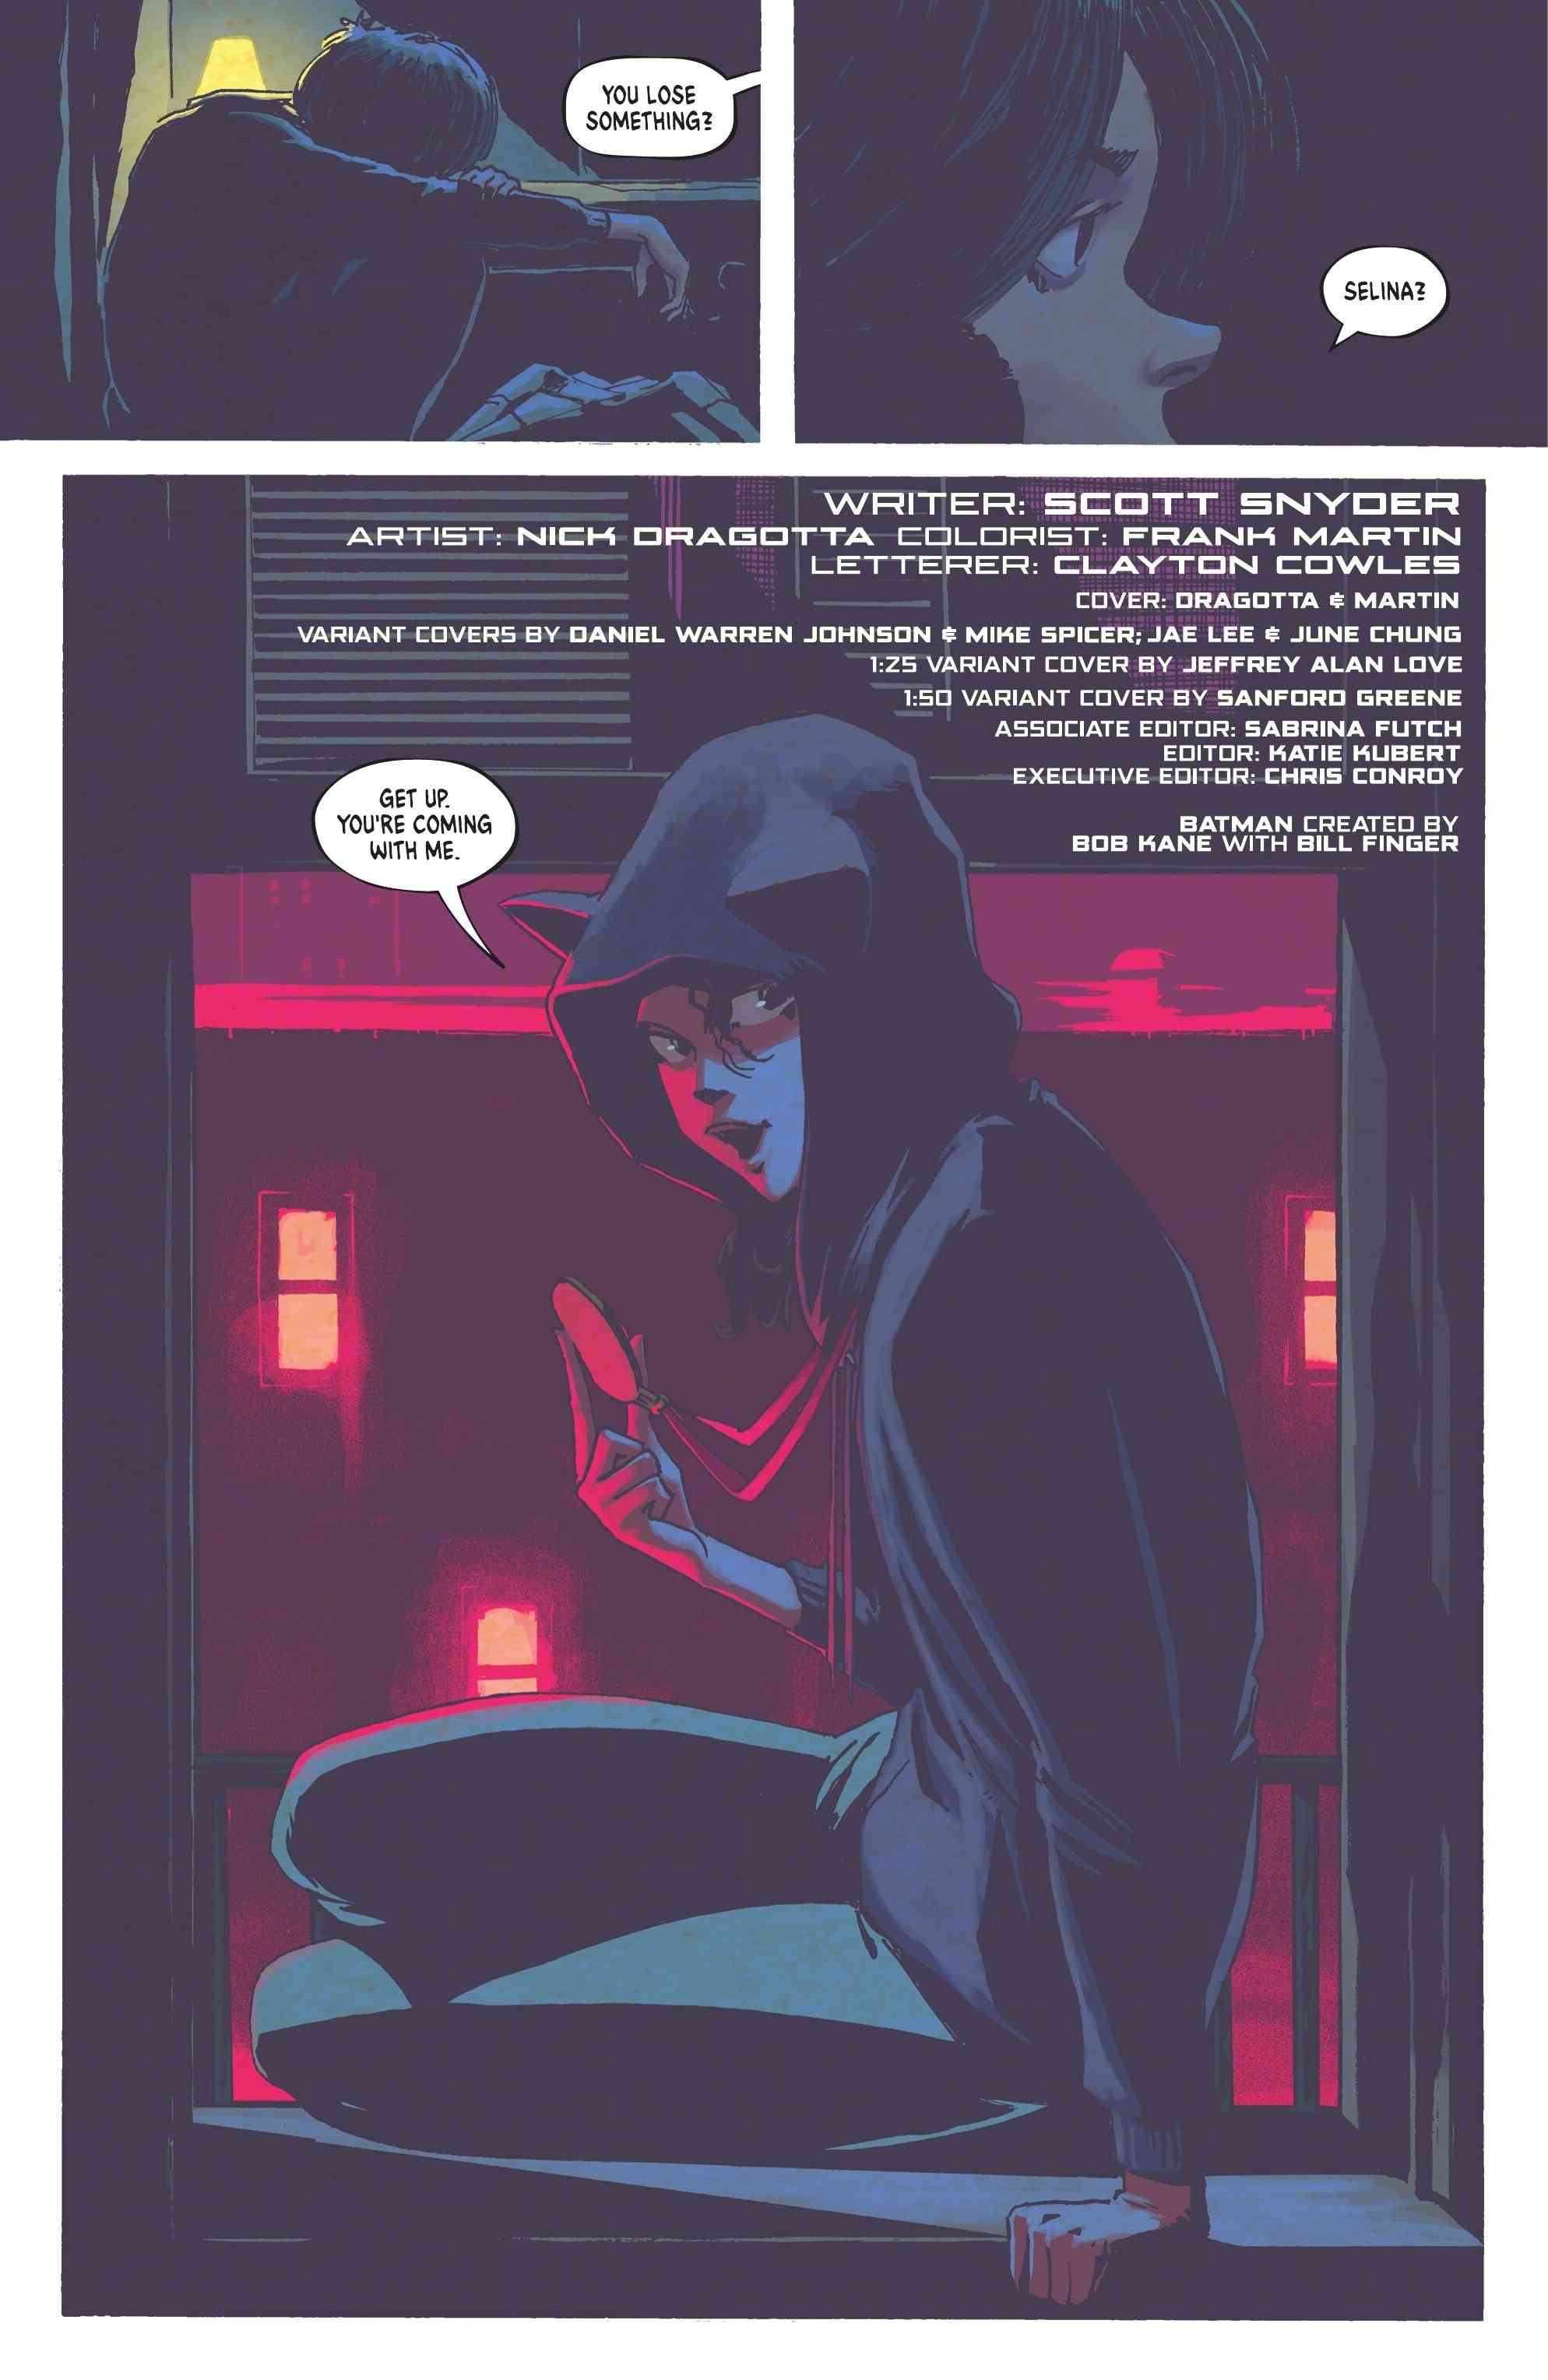 YOU LOSE
SOMETHING?
SELINA?
WRITER: SCOTT SNYDER
ARTIST: NICK DRAGOTTA COLORIST: FRANK MARTIN
LETTERER: CLAYTON COWLES
COVER: DRAGOTTA & MARTIN
VARIANT COVERS BY DANIEL WARREN JOHNSON & MIKE SPICER; JAE LEE & JUNE CHUNG
1:25 VARIANT COVER BY JEFFREY ALAN LOVE
1:50 VARIANT COVER BY SANFORD GREENE
ASSOCIATE EDITOR: SABRINA FUTCH
EDITOR: KATIE KUBERT
EXECUTIVE EDITOR: CHRIS CONROY
BATMAN CREATED BY
BOB KANE WITH BILL FINGER
GET UP.
YOU'RE COMING
WITH ME.